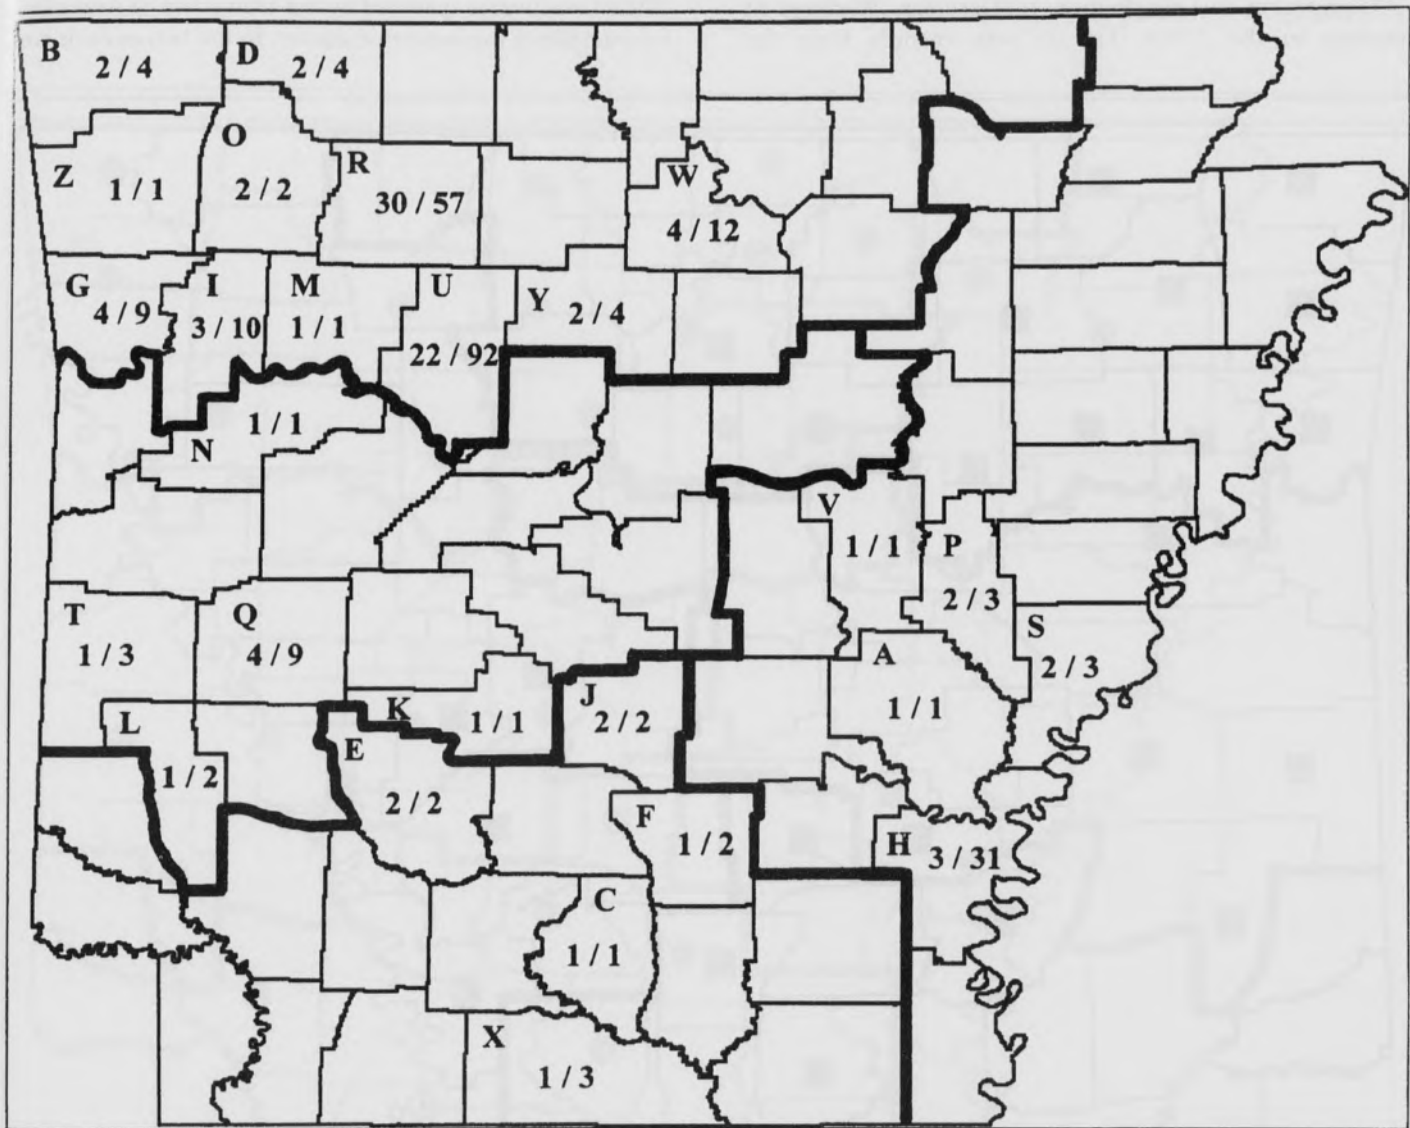 B 2 / 4
D 2 / 4
O 2 / 2
Z 1 / 1
R 30 / 57
W 4 / 12
G 4 / 9
I 3 / 10
M 1 / 1
U 22 / 92
Y 2 / 4
N 1 / 1
V 1 / 1
P 2 / 3
T 1 / 3
Q 4 / 9
S 2 / 3
A 1 / 1
L 1 / 2
K 1 / 1
J 2 / 2
E 2 / 2
F 1 / 2
H 3 / 31
C 1 / 1
X 1 / 3